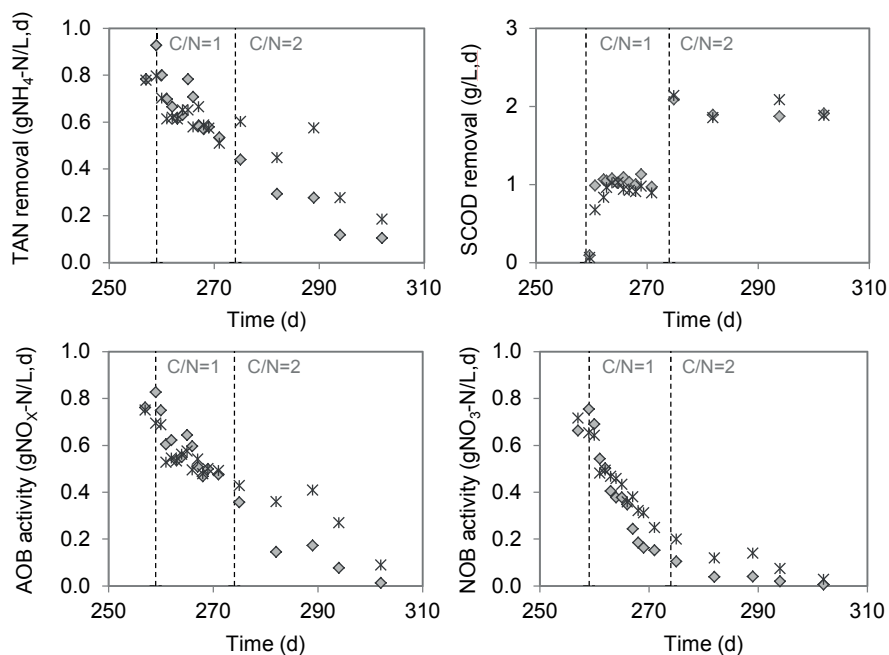 TAN removal (gNH₄-N/L,d)
1.0
0.8
0.6
0.4
0.2
0.0
C/N=1
C/N=2
250
270
290
310
Time (d)
SCOD removal (g/L,d)
3
2
1
0
C/N=1
C/N=2
250
270
290
310
Time (d)
AOB activity (gNOₓ-N/L,d)
1.0
0.8
0.6
0.4
0.2
0.0
C/N=1
C/N=2
250
270
290
310
Time (d)
NOB activity (gNO₃-N/L,d)
1.0
0.8
0.6
0.4
0.2
0.0
C/N=1
C/N=2
250
270
290
310
Time (d)